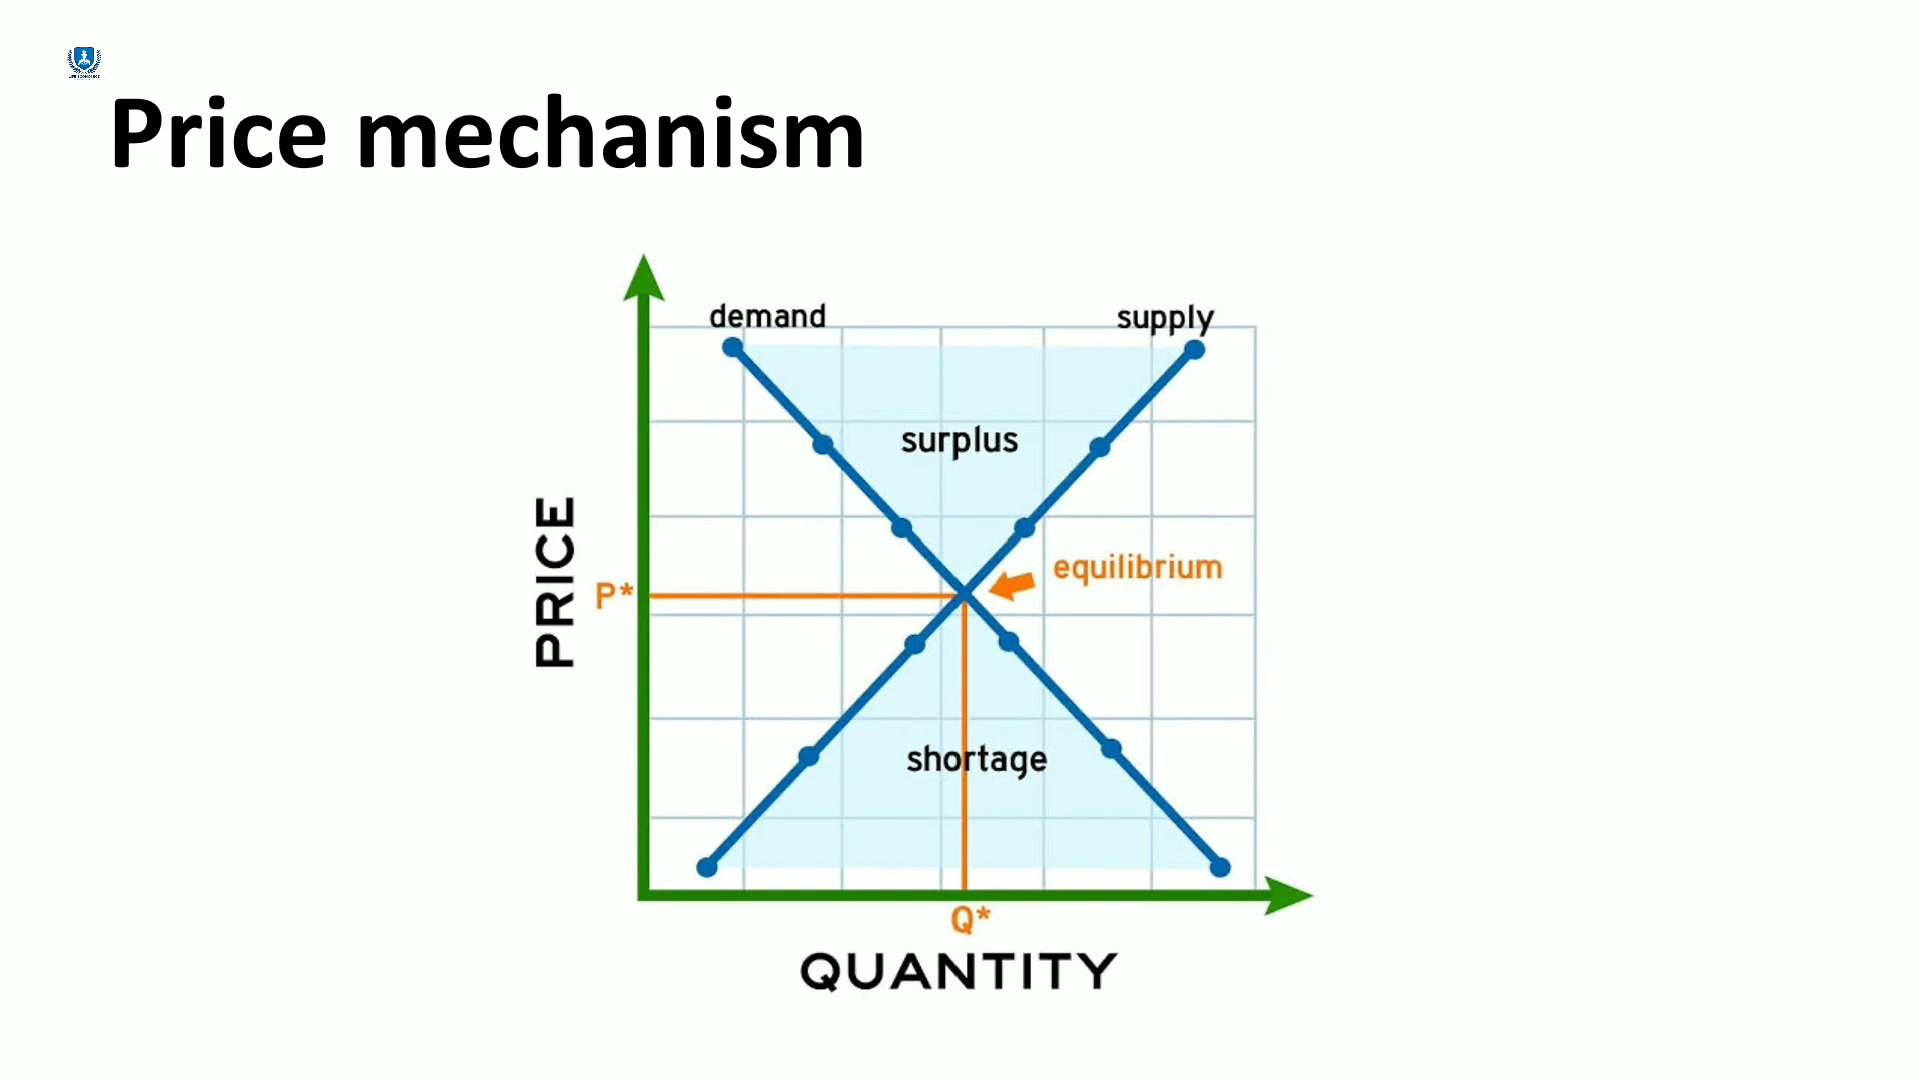 Price mechanism
demand
supply
surplus
equilibrium
P*
PRICE
shortage
Q*
QUANTITY